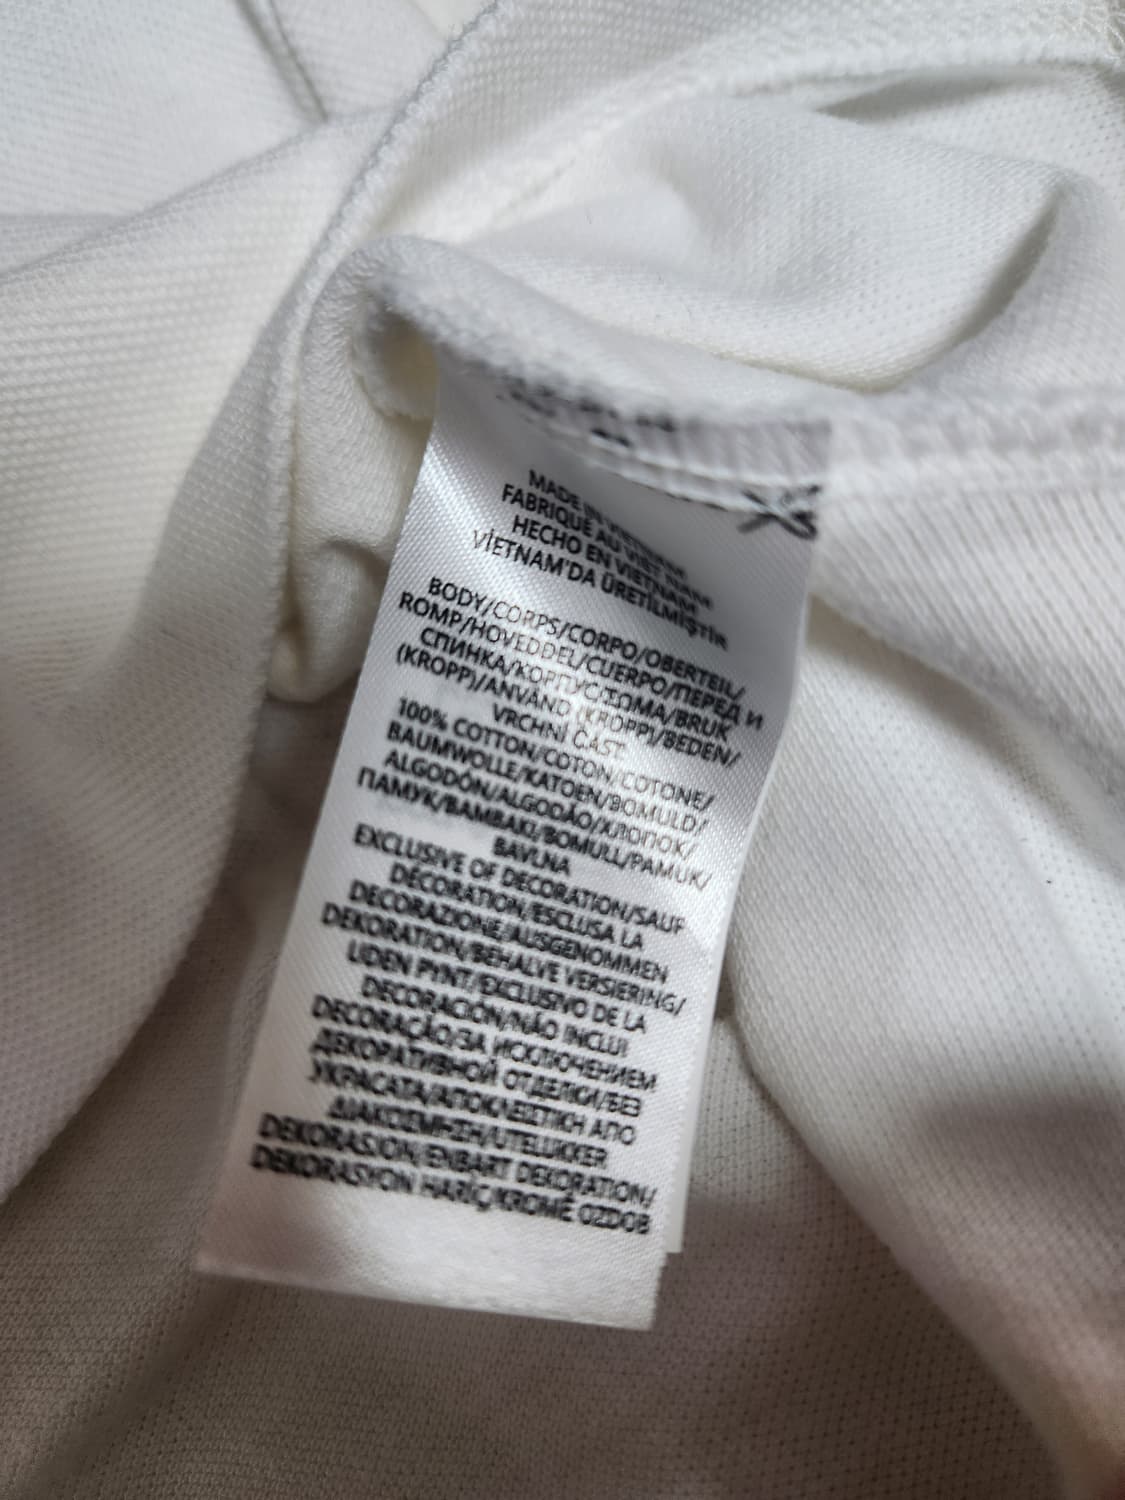 MADE IN VIETNAM
FABRIQUÉ AU VIET NAM
HECHO EN VIETNAM
VİETNAM'DA ÜRETİLMİŞTİR
BODY/CORPS/CORPO/OBERTEIL/
ROMP/HOVEDDEL/CUERPO/ПЕРЕД И
СПИНКА/КОРПУС/ΣΩΜΑ/BRUK
(KROPP)/ANVÄND (KROPP)/BEDEN/
VRCHNÍ ČÁST
100% COTTON/COTON/COTONE/
BAUMWOLLE/KATOEN/BOMULD/
ALGODÓN/ALGODÃO/ХЛОПОК/
ПАМУК/ΒΑΜΒΑΚΙ/BOMULL/PAMUK/
BAVLNA
EXCLUSIVE OF DECORATION/SAUF
DÉCORATION/ESCLUSA LA
DECORAZIONE/AUSGENOMMEN
DEKORATION/BEHALVE VERSIERING/
UDEN PYNT/EXCLUSIVO DE LA
DECORACIÓN/NÃO INCLUI
DECORAÇÃO/ЗА ИСКЛЮЧЕНИЕМ
ДЕКОРАТИВНОЙ ОТДЕЛКИ/БЕЗ
УКРАСАТА/ΑΠΟΚΛΕΙΣΤΙΚΗ ΑΠΟ
ΔΙΑΚΟΣΜΗΣΗ/UTELUKKER
DEKORASJON/ENBART DEKORATION/
DEKORASYON HARİÇ/KROMĚ OZDOB